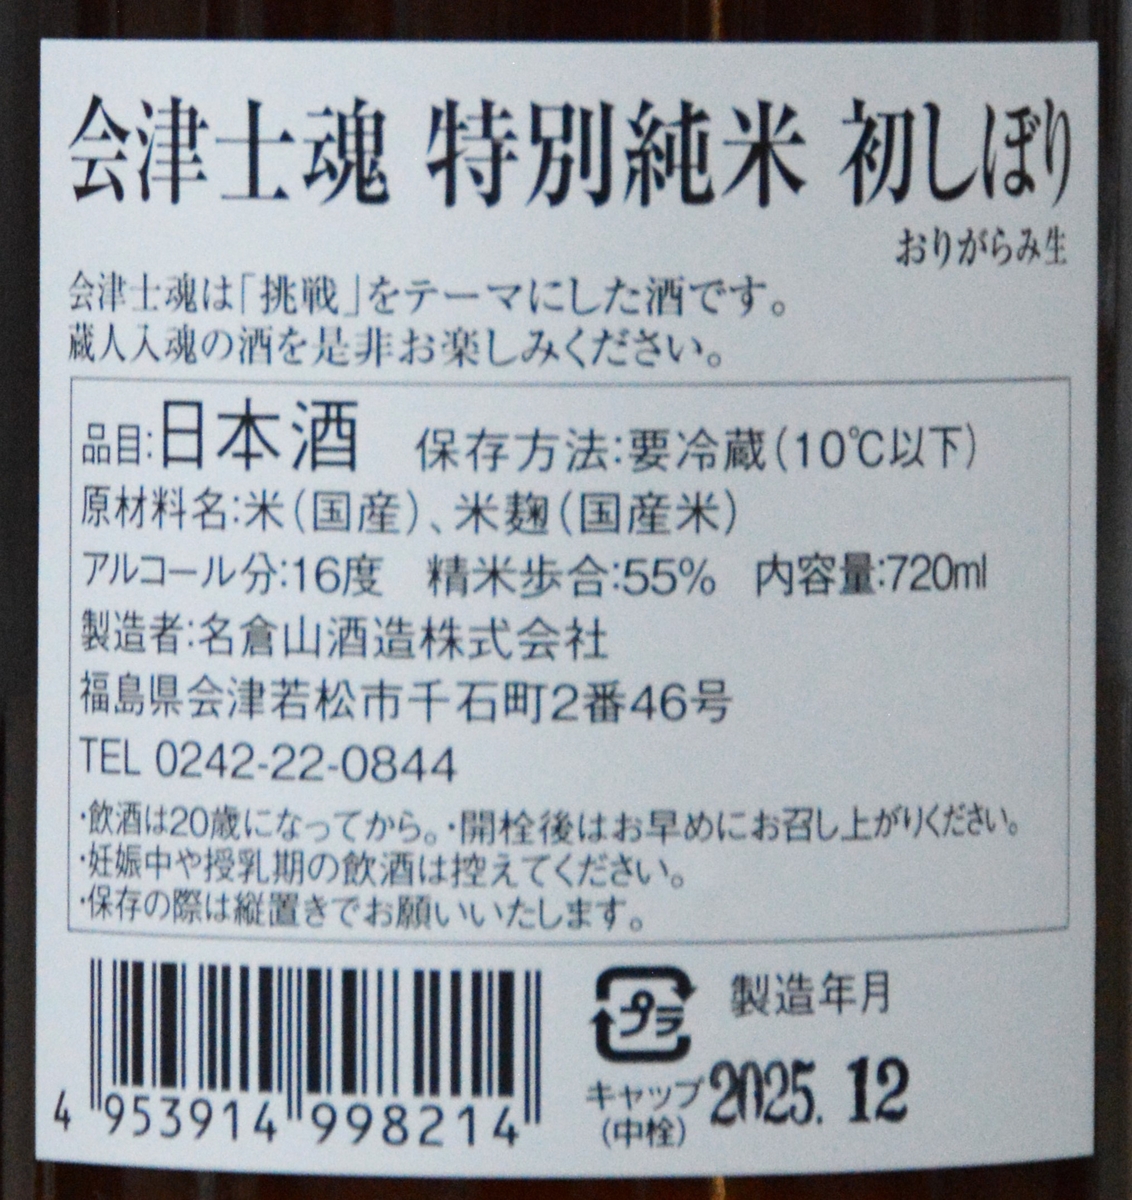 会津士魂 特別純米 初しぼり
おりがらみ生
会津士魂は「挑戦」をテーマにした酒です。
蔵人入魂の酒を是非お楽しみください。
品目:日本酒 保存方法:要冷蔵(10℃以下)
原材料名:米(国産)、米麹(国産米)
アルコール分:16度 精米歩合:55% 内容量:720ml
製造者:名倉山酒造株式会社
福島県会津若松市千石町2番46号
TEL 0242-22-0844
・飲酒は20歳になってから。・開栓後はお早めにお召し上がりください。
・妊娠中や授乳期の飲酒は控えてください。
・保存の際は縦置きでお願いいたします。
4 953914 998214
プラ
キャップ
(中栓)
製造年月
2025. 12